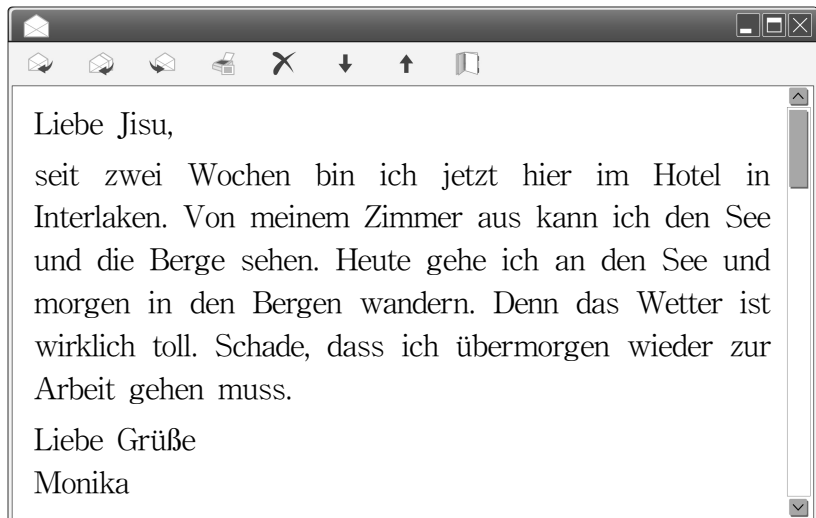 Liebe Jisu,
seit zwei Wochen bin ich jetzt hier im Hotel in
Interlaken. Von meinem Zimmer aus kann ich den See
und die Berge sehen. Heute gehe ich an den See und
morgen in den Bergen wandern. Denn das Wetter ist
wirklich toll. Schade, dass ich übermorgen wieder zur
Arbeit gehen muss.
Liebe Grüße
Monika